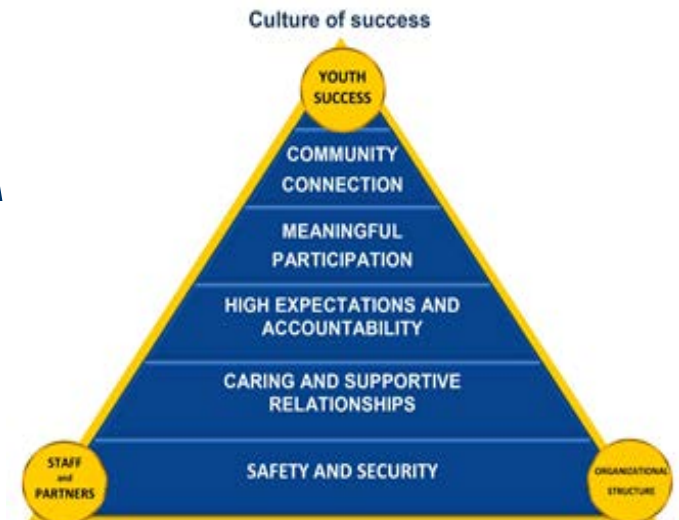 Culture of success
YOUTH
SUCCESS
COMMUNITY
CONNECTION
MEANINGFUL
PARTICIPATION
HIGH EXPECTATIONS AND
ACCOUNTABILITY
CARING AND SUPPORTIVE
RELATIONSHIPS
SAFETY AND SECURITY
STAFF
and
PARTNERS
ORGANIZATIONAL
STRUCTURE